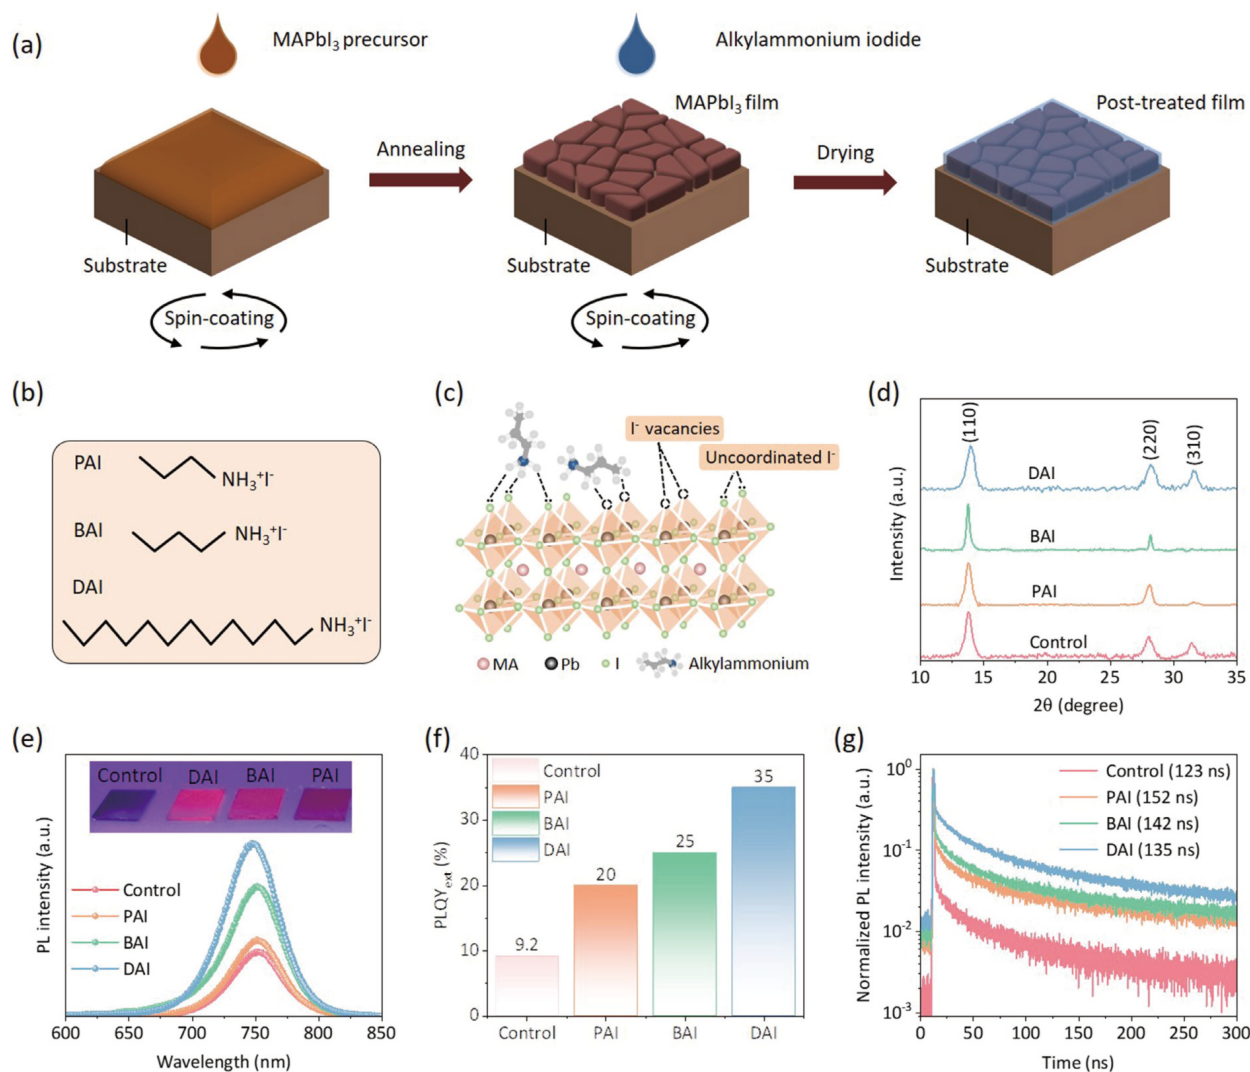 (a)
MAPbI₃ precursor
Alkylammonium iodide
MAPbI₃ film
Post-treated film
Annealing
Drying
Substrate
Substrate
Substrate
Spin-coating
Spin-coating
(b)
PAI
NH₃⁺I⁻
BAI
NH₃⁺I⁻
DAI
NH₃⁺I⁻
(c)
I⁻ vacancies
Uncoordinated I⁻
MA Pb I Alkylammonium
(d)
(110)
(220)
(310)
DAI
BAI
PAI
Control
Intensity (a.u.)
10 15 20 25 30 35
2θ (degree)
(e)
Control DAI BAI PAI
Control
PAI
BAI
DAI
PL intensity (a.u.)
600 650 700 750 800 850
Wavelength (nm)
(f)
40
30
20
10
0
PLQY_ext (%)
Control
PAI
BAI
DAI
9.2
20
25
35
Control PAI BAI DAI
(g)
10⁰
10⁻¹
10⁻²
10⁻³
Normalized PL intensity (a.u.)
Control (123 ns)
PAI (152 ns)
BAI (142 ns)
DAI (135 ns)
0 50 100 150 200 250 300
Time (ns)